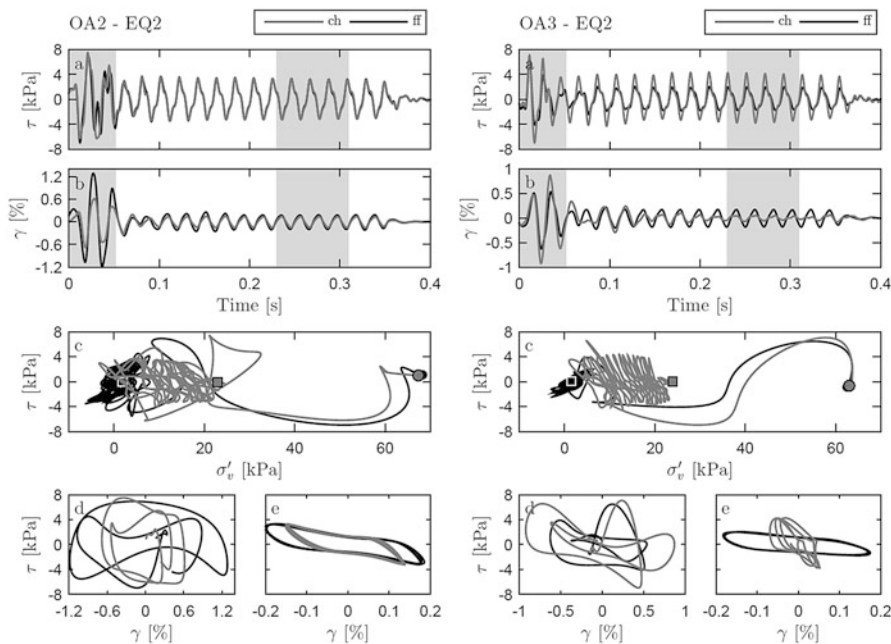 OA2 - EQ2
ch ff
a
τ [kPa]
8
4
0
-4
-8
b
γ [%]
1.2
0.6
0
-0.6
-1.2
0 0.1 0.2 0.3 0.4
Time [s]
c
τ [kPa]
8
4
0
-4
-8
0 20 40 60
σ′v [kPa]
d
τ [kPa]
8
4
0
-4
-8
-1.2 -0.6 0 0.6 1.2
γ [%]
e
-0.2 -0.1 0 0.1 0.2
γ [%]
OA3 - EQ2
ch ff
a
τ [kPa]
8
4
0
-4
-8
b
γ [%]
1
0.5
0
-0.5
-1
0 0.1 0.2 0.3 0.4
Time [s]
c
τ [kPa]
8
4
0
-4
-8
0 20 40 60
σ′v [kPa]
d
τ [kPa]
8
4
0
-4
-8
-1 -0.5 0 0.5 1
γ [%]
e
-0.2 -0.1 0 0.1 0.2
γ [%]